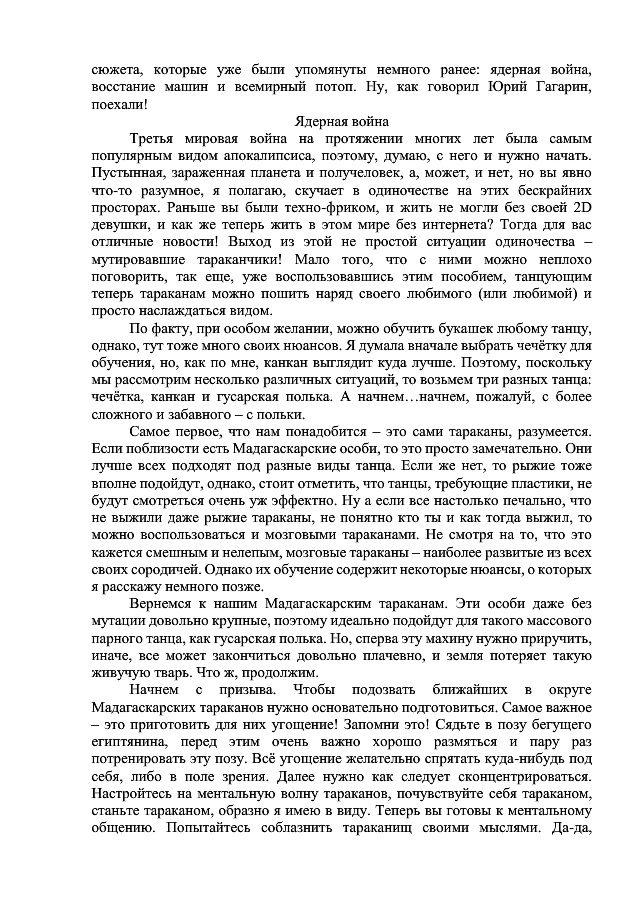 сюжета, которые уже были упомянуты немного ранее: ядерная война,
восстание машин и всемирный потоп. Ну, как говорил Юрий Гагарин,
поехали!
Ядерная война
Третья мировая война на протяжении многих лет была самым
популярным видом апокалипсиса, поэтому, думаю, с него и нужно начать.
Пустынная, зараженная планета и получеловек, а, может, и нет, но вы явно
что-то разумное, я полагаю, скучает в одиночестве на этих бескрайних
просторах. Раньше вы были техно-фриком, и жить не могли без своей 2D
девушки, и как же теперь жить в этом мире без интернета? Тогда для вас
отличные новости! Выход из этой не простой ситуации одиночества –
мутировавшие тараканчики! Мало того, что с ними можно неплохо
поговорить, так еще, уже воспользовавшись этим пособием, танцующим
теперь тараканам можно пошить наряд своего любимого (или любимой) и
просто наслаждаться видом.
По факту, при особом желании, можно обучить букашек любому танцу,
однако, тут тоже много своих нюансов. Я думала вначале выбрать чечётку для
обучения, но, как по мне, канкан выглядит куда лучше. Поэтому, поскольку
мы рассмотрим несколько различных ситуаций, то возьмем три разных танца:
чечётка, канкан и гусарская полька. А начнем…начнем, пожалуй, с более
сложного и забавного – с польки.
Самое первое, что нам понадобится – это сами тараканы, разумеется.
Если поблизости есть Мадагаскарские особи, то это просто замечательно. Они
лучше всех подходят под разные виды танца. Если же нет, то рыжие тоже
вполне подойдут, однако, стоит отметить, что танцы, требующие пластики, не
будут смотреться очень уж эффектно. Ну а если все настолько печально, что
не выжили даже рыжие тараканы, не понятно кто ты и как тогда выжил, то
можно воспользоваться и мозговыми тараканами. Не смотря на то, что это
кажется смешным и нелепым, мозговые тараканы – наиболее развитые из всех
своих сородичей. Однако их обучение содержит некоторые нюансы, о которых
я расскажу немного позже.
Вернемся к нашим Мадагаскарским тараканам. Эти особи даже без
мутации довольно крупные, поэтому идеально подойдут для такого массового
парного танца, как гусарская полька. Но, сперва эту махину нужно приручить,
иначе, все может закончиться довольно плачевно, и земля потеряет такую
живучую тварь. Что ж, продолжим.
Начнем с призыва. Чтобы подозвать ближайших в округе
Мадагаскарских тараканов нужно основательно подготовиться. Самое важное
– это приготовить для них угощение! Запомни это! Сядьте в позу бегущего
египтянина, перед этим очень важно хорошо размяться и пару раз
потренировать эту позу. Всё угощение желательно спрятать куда-нибудь под
себя, либо в поле зрения. Далее нужно как следует сконцентрироваться.
Настройтесь на ментальную волну тараканов, почувствуйте себя тараканом,
станьте тараканом, образно я имею в виду. Теперь вы готовы к ментальному
общению. Попытайтесь соблазнить тараканищ своими мыслями. Да-да,